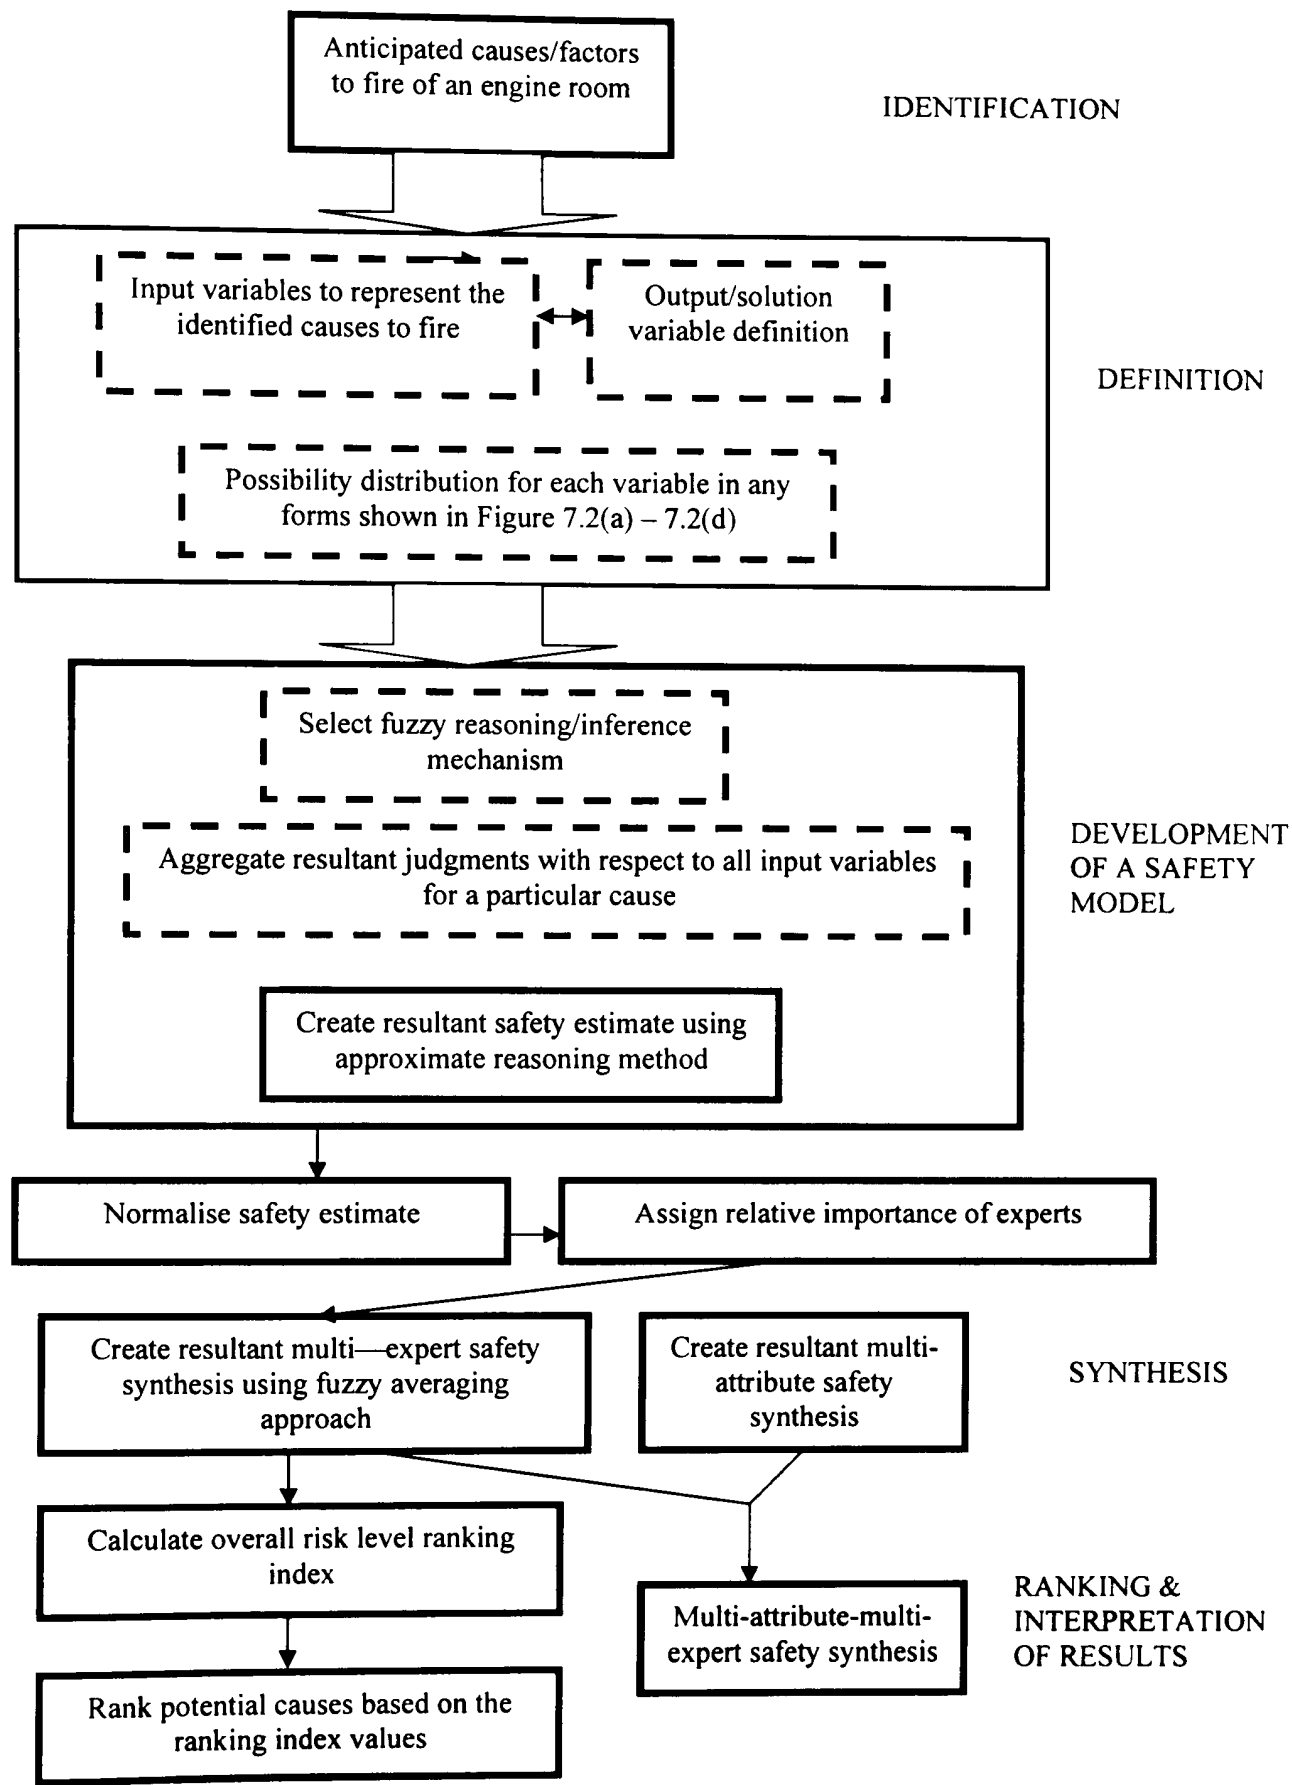 Anticipated causes/factors
to fire of an engine room
IDENTIFICATION
Input variables to represent the
identified causes to fire
Output/solution
variable definition
DEFINITION
Possibility distribution for each variable in any
forms shown in Figure 7.2(a) – 7.2(d)
Select fuzzy reasoning/inference
mechanism
Aggregate resultant judgments with respect to all input variables
for a particular cause
DEVELOPMENT
OF A SAFETY
MODEL
Create resultant safety estimate using
approximate reasoning method
Normalise safety estimate
Assign relative importance of experts
Create resultant multi—expert safety
synthesis using fuzzy averaging
approach
Create resultant multi-
attribute safety
synthesis
SYNTHESIS
Calculate overall risk level ranking
index
Multi-attribute-multi-
expert safety synthesis
RANKING &
INTERPRETATION
OF RESULTS
Rank potential causes based on the
ranking index values